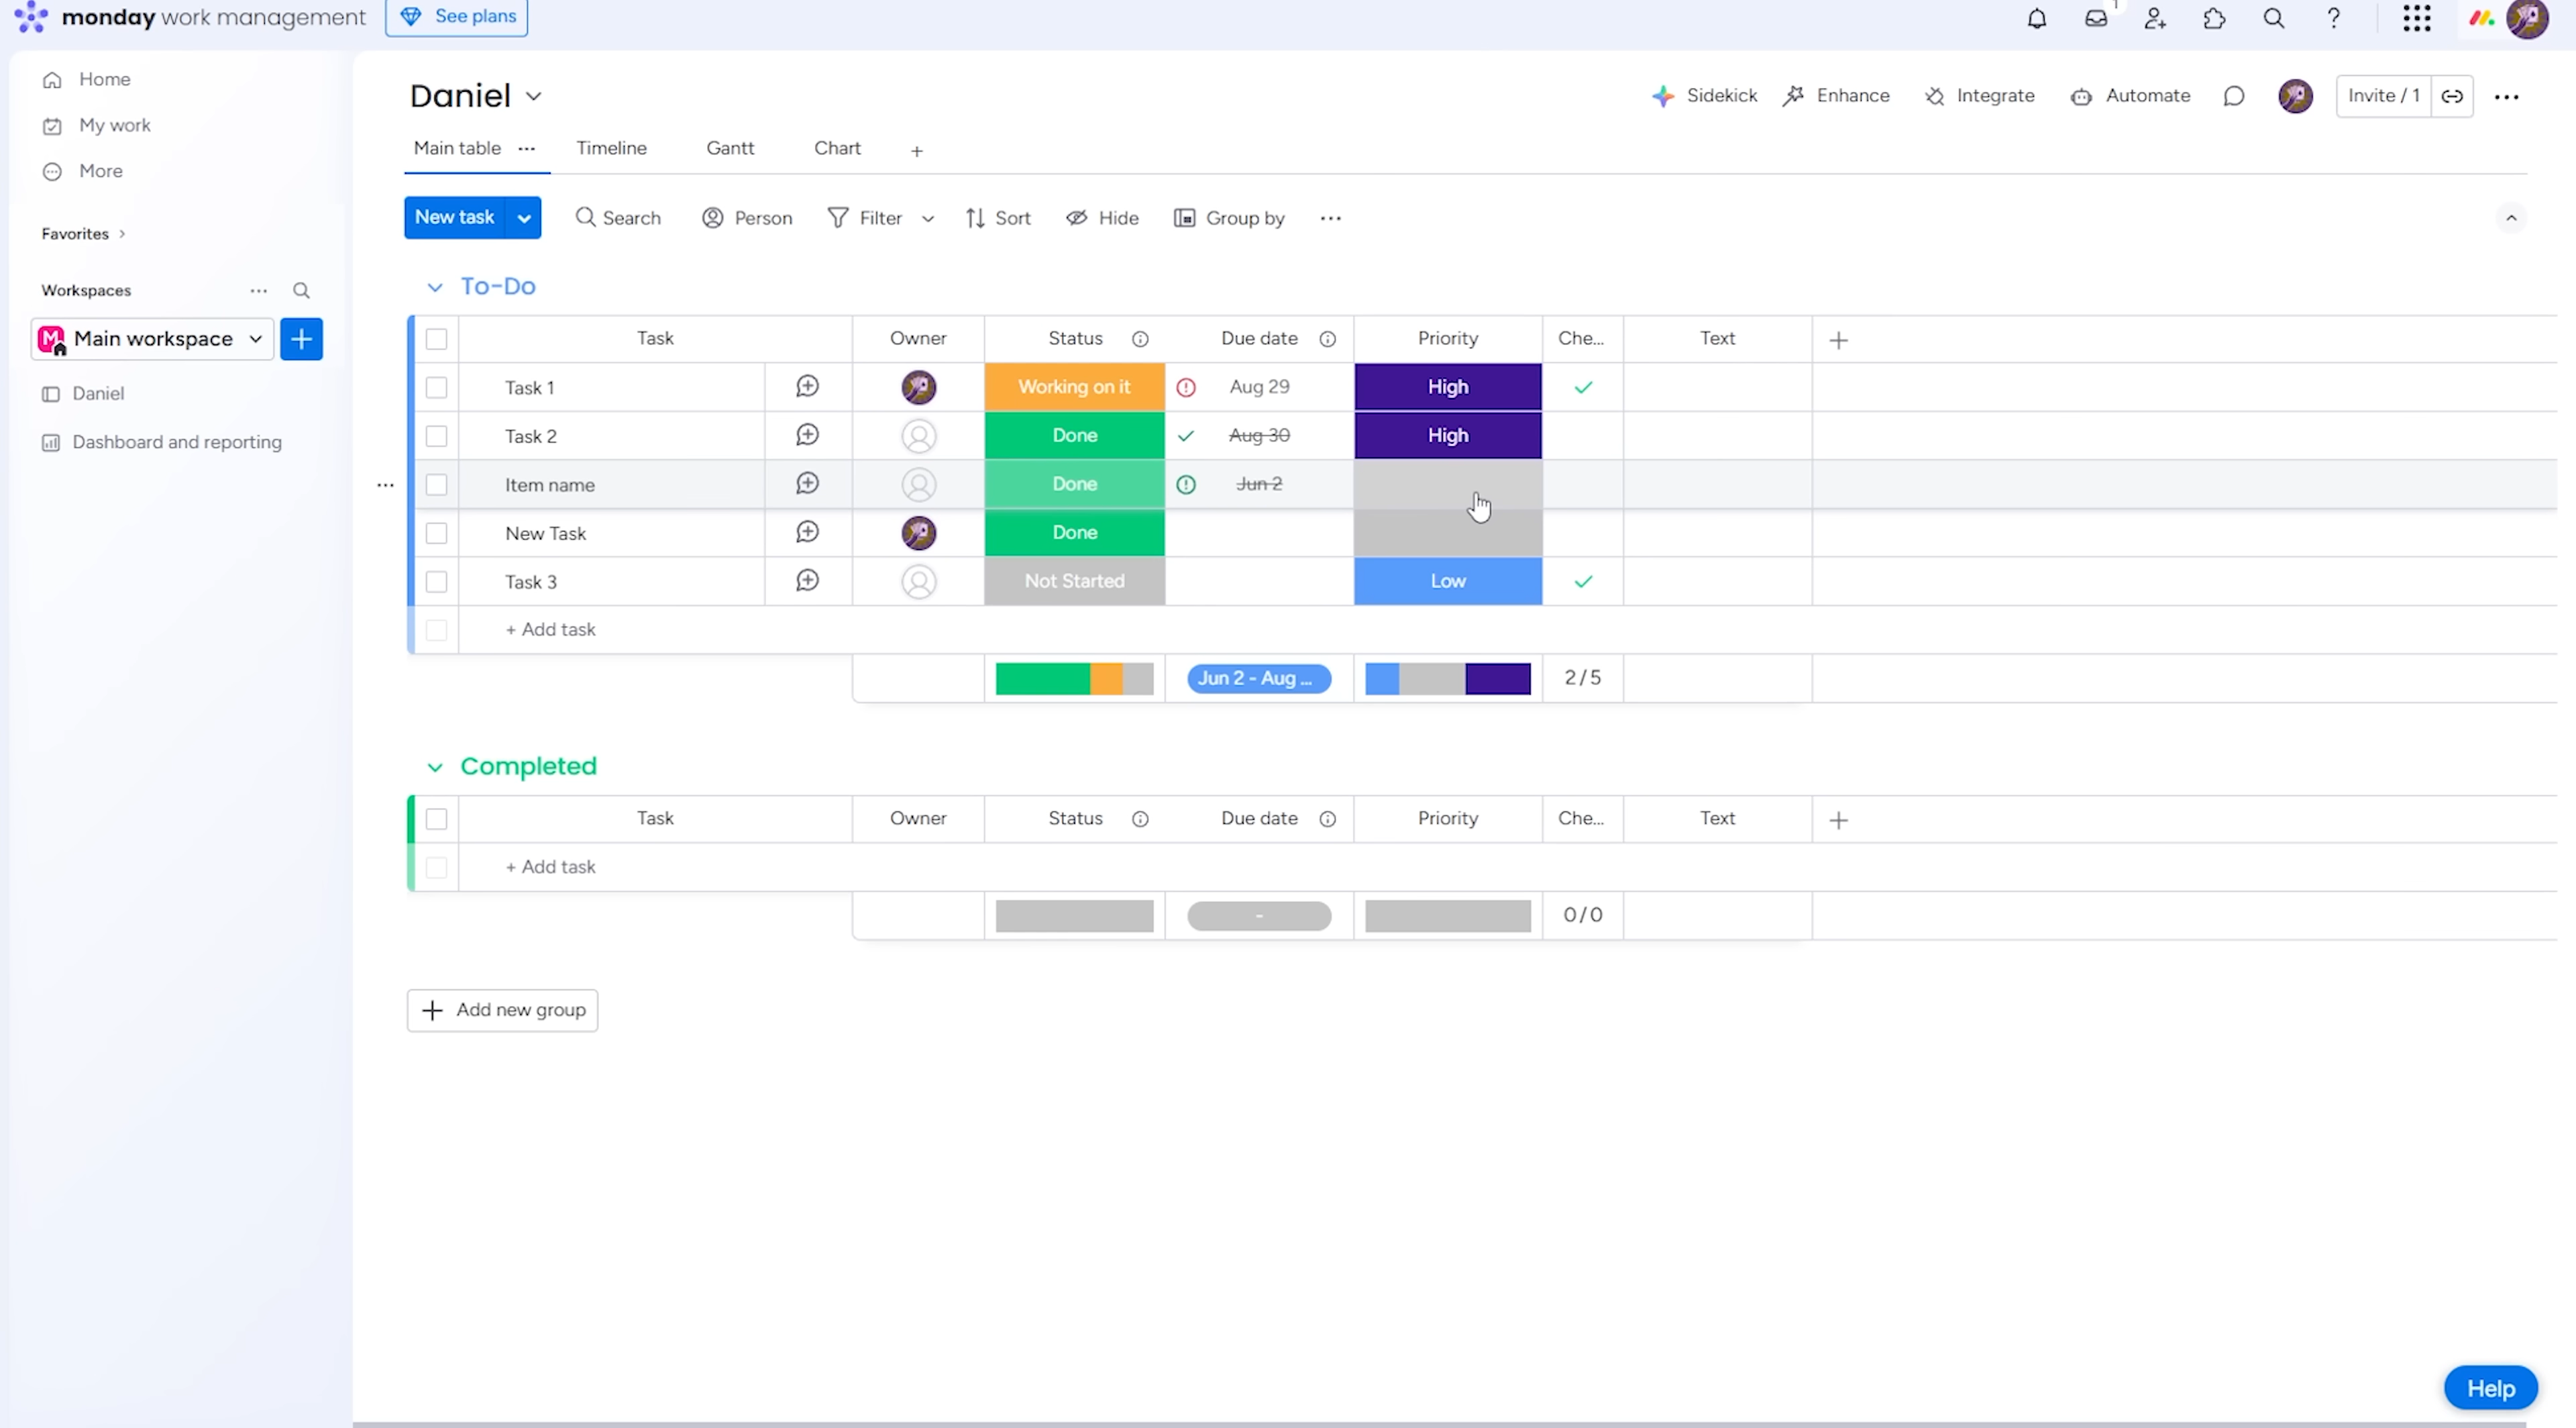 monday work management
See plans
1
Home
My work
More
Favorites
Workspaces
M Main workspace
Daniel
Dashboard and reporting
Daniel
Sidekick
Enhance
Integrate
Automate
Invite / 1
Main table
Timeline
Gantt
Chart
New task
Search
Person
Filter
Sort
Hide
Group by
To-Do
Task Owner Status Due date Priority Che... Text
Task 1 Working on it Aug 29 High
Task 2 Done Aug 30 High
Item name Done Jun 2
New Task Done
Task 3 Not Started Low
+ Add task
Jun 2 - Aug ... 2 / 5
Completed
Task Owner Status Due date Priority Che... Text
+ Add task
- 0 / 0
Add new group
Help